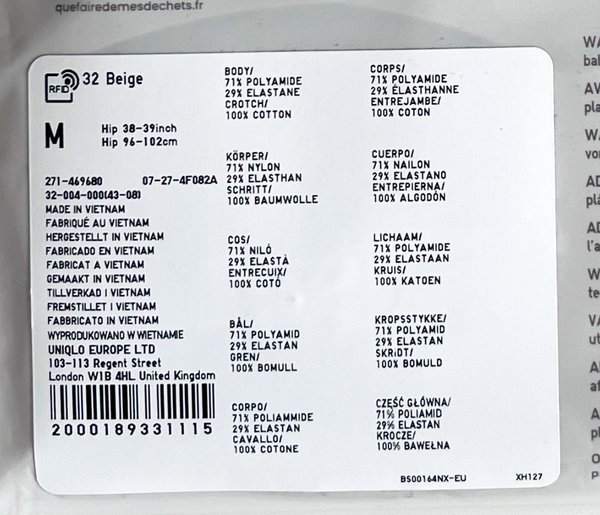 quefairedemesdechets.fr
RFID
32 Beige
M
Hip 38-39inch
Hip 96-102cm
271-469680 07-27-4F082A
32-004-000(43-08)
MADE IN VIETNAM
FABRIQUÉ AU VIETNAM
HERGESTELLT IN VIETNAM
FABRICADO EN VIETNAM
FABRICAT A VIETNAM
GEMAAKT IN VIETNAM
TILLVERKAD I VIETNAM
FREMSTILLET I VIETNAM
FABBRICATO IN VIETNAM
WYPRODUKOWANO W WIETNAMIE
UNIQLO EUROPE LTD
103-113 Regent Street
London W1B 4HL United Kingdom
2000189331115
BODY/
71% POLYAMIDE
29% ELASTANE
CROTCH/
100% COTTON
KÖRPER/
71% NYLON
29% ELASTHAN
SCHRITT/
100% BAUMWOLLE
COS/
71% NILÓ
29% ELASTÀ
ENTRECUIX/
100% COTÓ
BÅL/
71% POLYAMID
29% ELASTAN
GREN/
100% BOMULL
CORPO/
71% POLIAMMIDE
29% ELASTAN
CAVALLO/
100% COTONE
CORPS/
71% POLYAMIDE
29% ÉLASTHANNE
ENTREJAMBE/
100% COTON
CUERPO/
71% NAILON
29% ELASTANO
ENTREPIERNA/
100% ALGODÓN
LICHAAM/
71% POLYAMIDE
29% ELASTAAN
KRUIS/
100% KATOEN
KROPSSTYKKE/
71% POLYAMID
29% ELASTAN
SKRIDT/
100% BOMULD
CZĘŚĆ GŁÓWNA/
71% POLIAMID
29% ELASTAN
KROCZE/
100% BAWEŁNA
BS00164NX-EU XH127